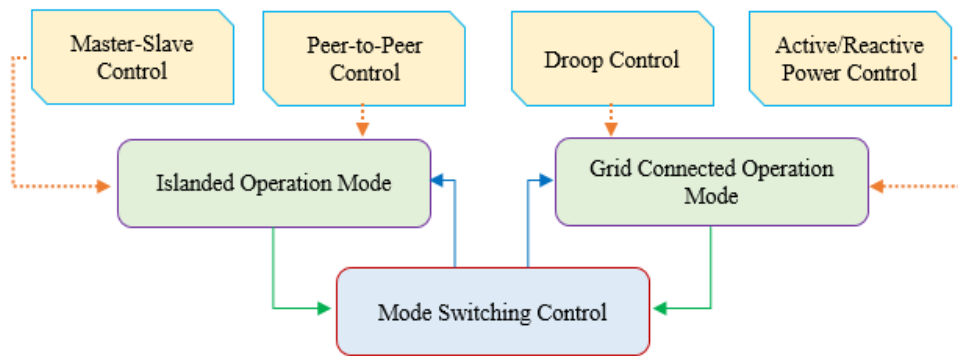 Master-Slave
Control
Peer-to-Peer
Control
Droop Control
Active/Reactive
Power Control
Islanded Operation Mode
Grid Connected Operation
Mode
Mode Switching Control